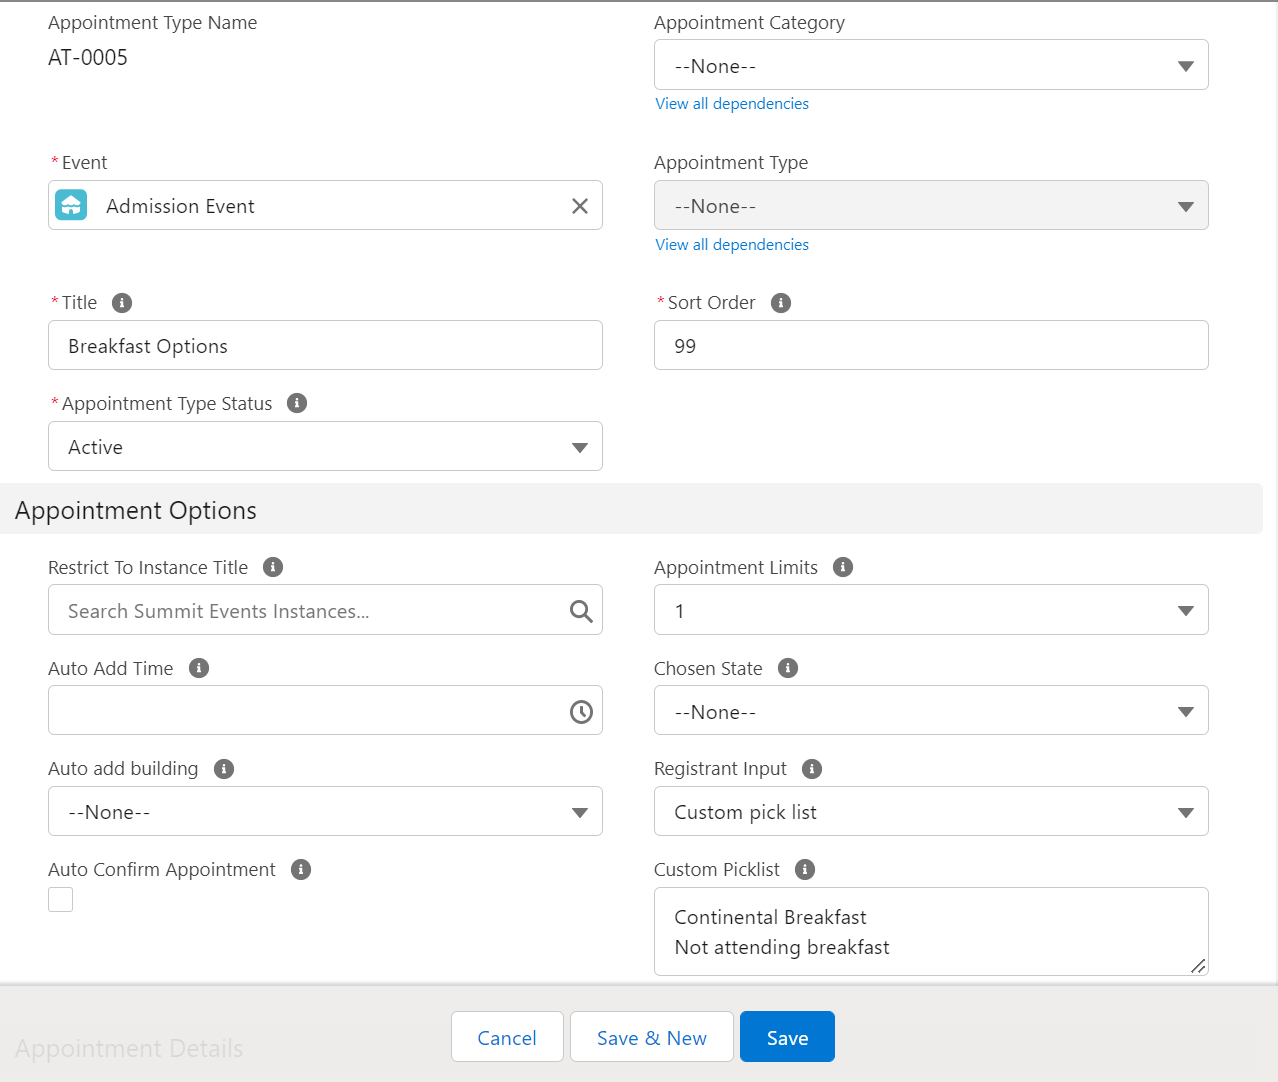 Appointment Type Name
AT-0005
Appointment Category
--None--
View all dependencies
*Event
Admission Event
Appointment Type
--None--
View all dependencies
*Title
Breakfast Options
*Sort Order
99
*Appointment Type Status
Active
Appointment Options
Restrict To Instance Title
Search Summit Events Instances...
Appointment Limits
1
Auto Add Time
Chosen State
--None--
Auto add building
--None--
Registrant Input
Custom pick list
Auto Confirm Appointment
Custom Picklist
Continental Breakfast
Not attending breakfast
Appointment Details
Cancel
Save & New
Save